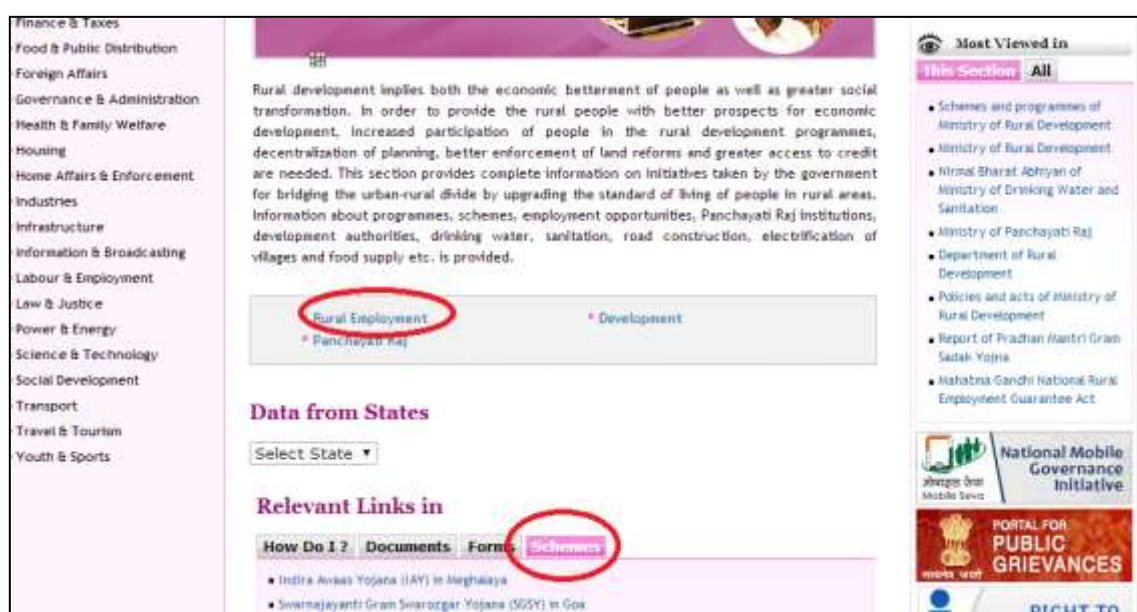 Finance & Taxes
Food & Public Distribution
Foreign Affairs
Governance & Administration
Health & Family Welfare
Housing
Home Affairs & Enforcement
Industries
Infrastructure
Information & Broadcasting
Labour & Employment
Law & Justice
Power & Energy
Science & Technology
Social Development
Transport
Travel & Tourism
Youth & Sports
Rural development implies both the economic betterment of people as well as greater social
transformation. In order to provide the rural people with better prospects for economic
development, increased participation of people in the rural development programmes,
decentralization of planning, better enforcement of land reforms and greater access to credit
are needed. This section provides complete information on initiatives taken by the government
for bridging the urban-rural divide by upgrading the standard of living of people in rural areas.
Information about programmes, schemes, employment opportunities, Panchayati Raj institutions,
development authorities, drinking water, sanitation, road construction, electrification of
villages and food supply etc. is provided.
Rural Employment
Development
Panchayati Raj
Data from States
Select State
Relevant Links in
How Do I ? Documents Forms Schemes
Indira Awaas Yojana (IAY) in Meghalaya
Swarnajayanti Gram Swarozgar Yojana (SGSY) in Goa
Most Viewed in
This Section All
Schemes and programmes of
Ministry of Rural Development
Ministry of Rural Development
Nirmal Bharat Abhiyan of
Ministry of Drinking Water and
Sanitation
Ministry of Panchayati Raj
Department of Rural
Development
Policies and acts of Ministry of
Rural Development
Report of Pradhan Mantri Gram
Sadak Yojna
Mahatma Gandhi National Rural
Employment Guarantee Act
National Mobile
Governance
Initiative
मोबाइल सेवा
Mobile Seva
PORTAL FOR
PUBLIC
GRIEVANCES
सत्यमेव जयते
RIGHT TO